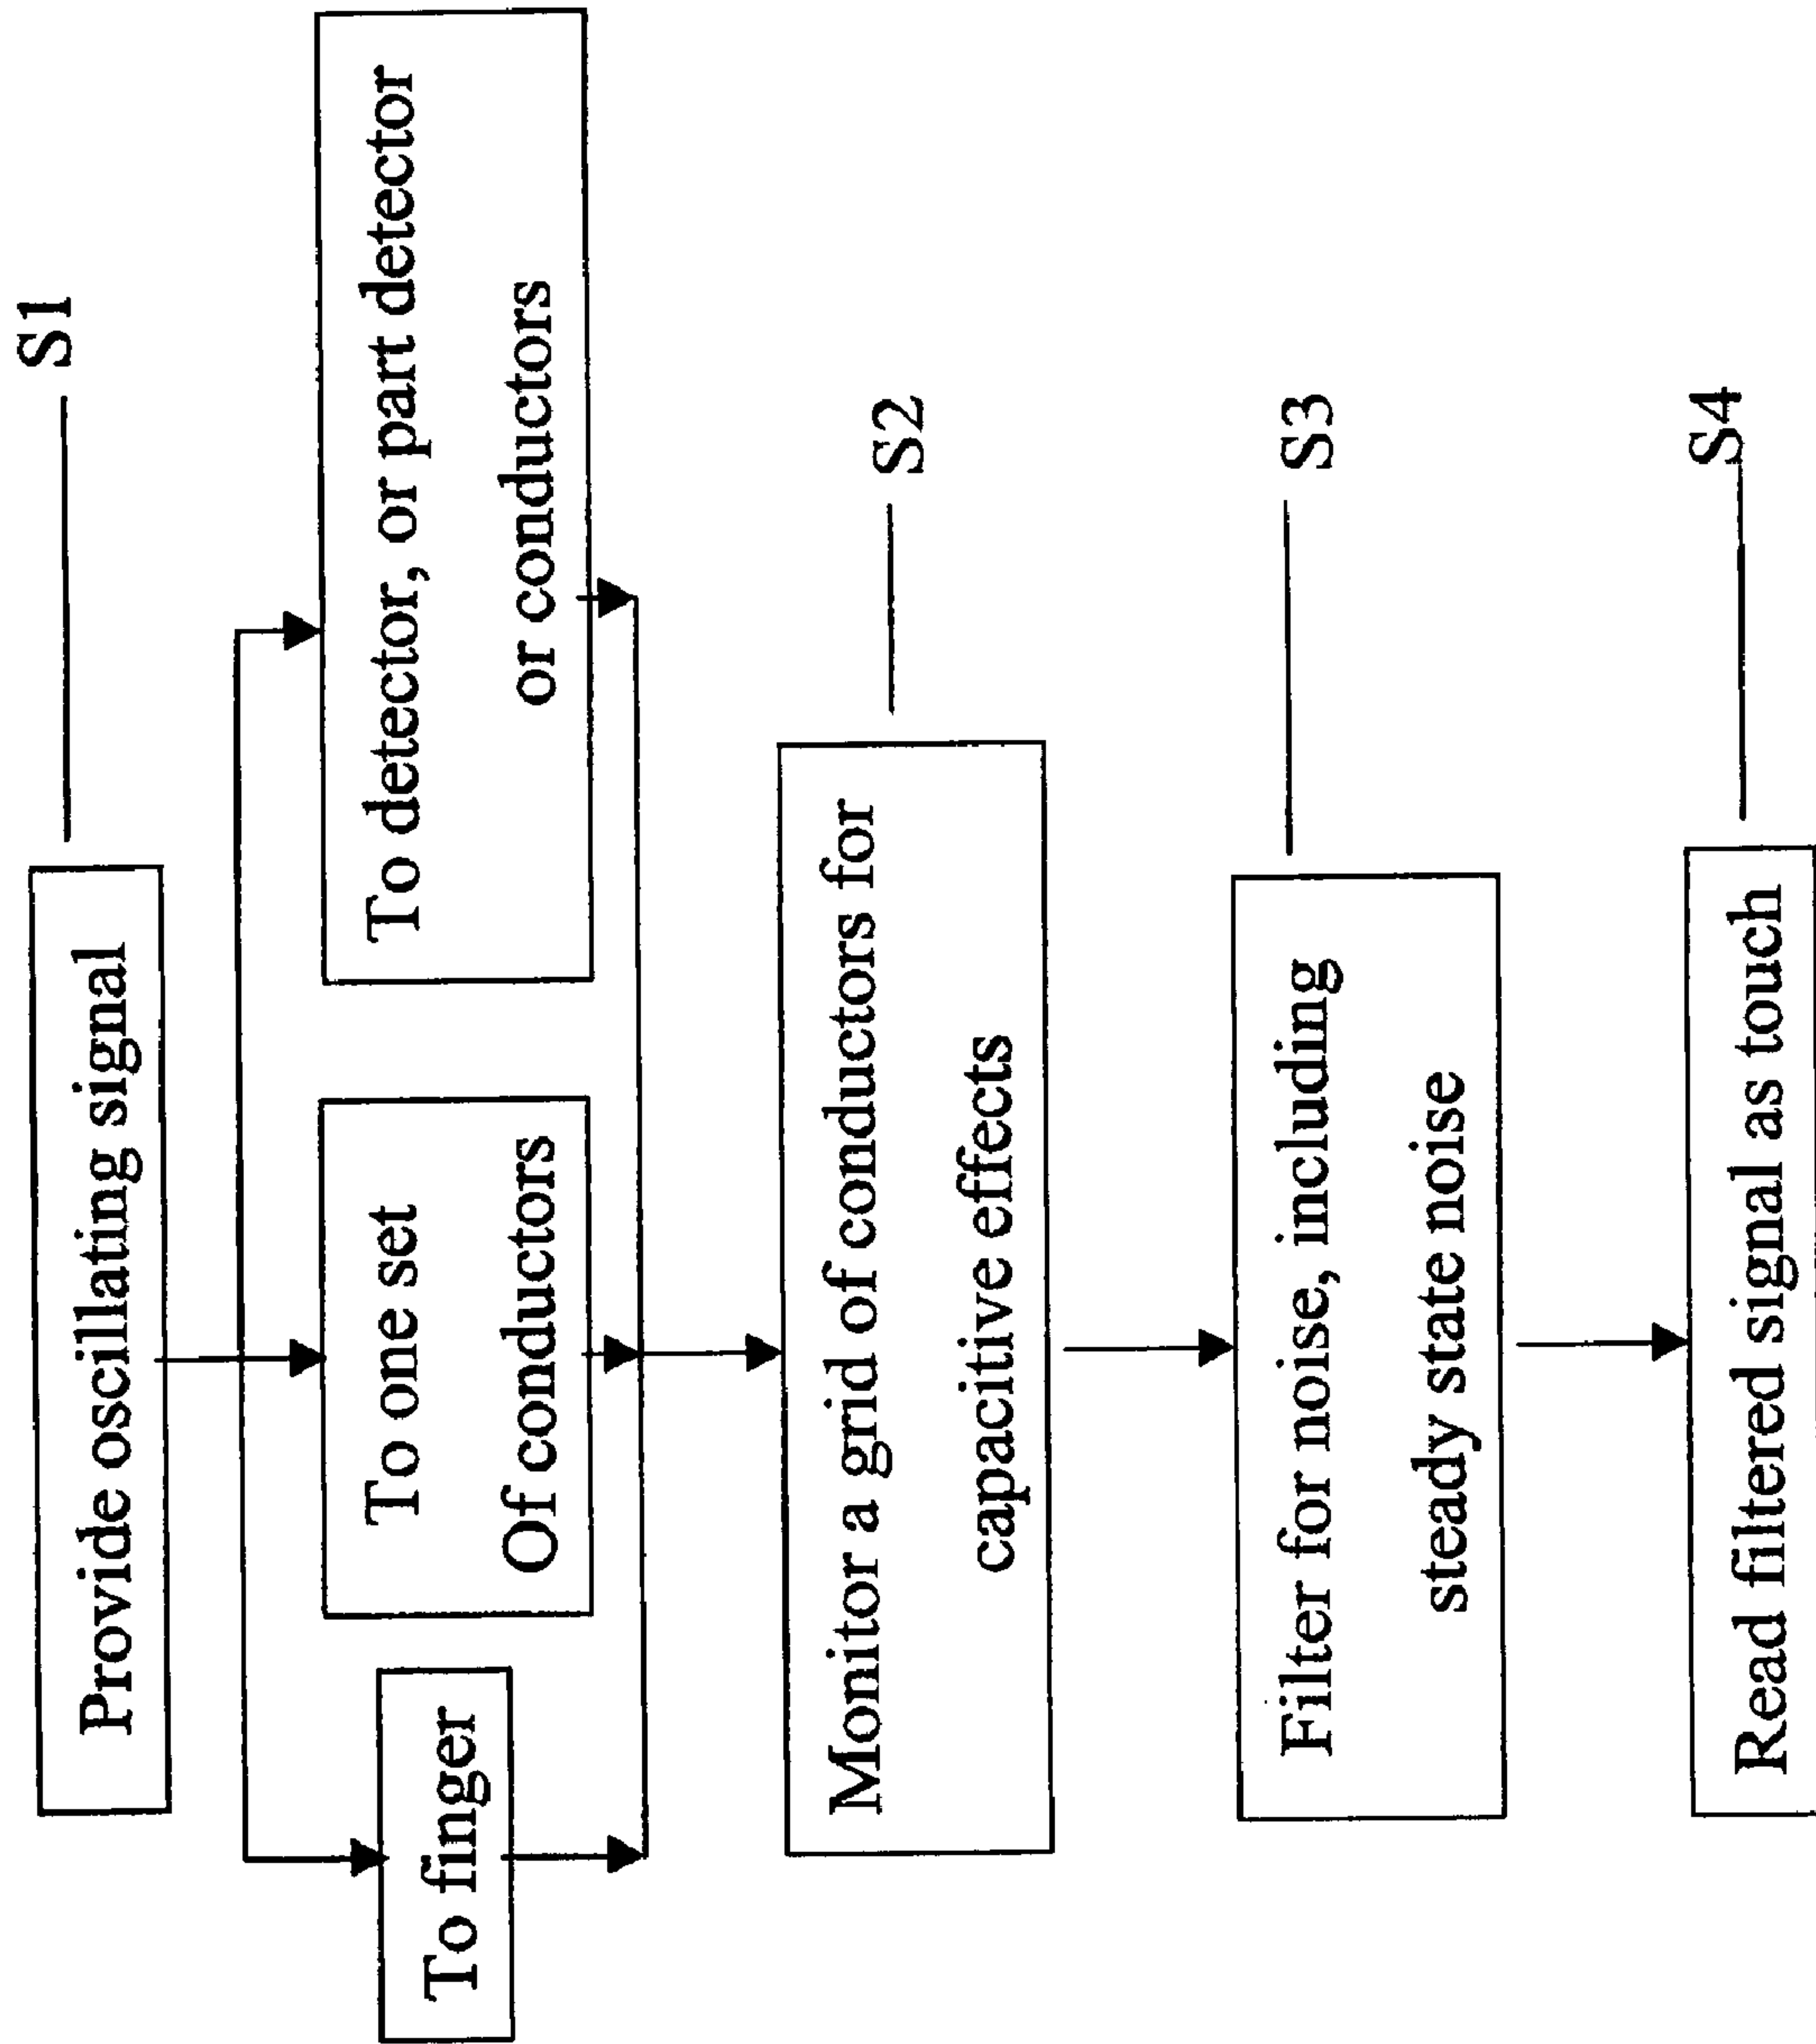 Provide oscillating signal
S1
To finger
To one set
Of conductors
To detector, or part detector
or conductors
Monitor a grid of conductors for
capacitive effects
S2
Filter for noise, including
steady state noise
S3
Read filtered signal as touch
S4